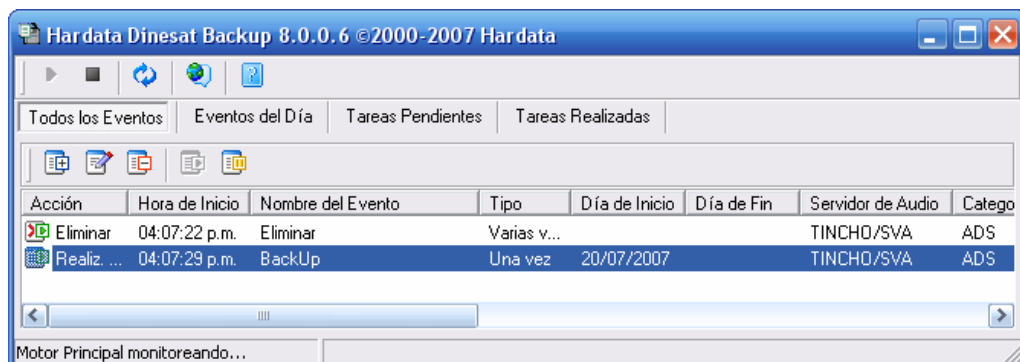 Hardata Dinesat Backup 8.0.0.6 ©2000-2007 Hardata
Todos los Eventos Eventos del Día Tareas Pendientes Tareas Realizadas
Acción Hora de Inicio Nombre del Evento Tipo Día de Inicio Día de Fin Servidor de Audio Catego
Eliminar 04:07:22 p.m. Eliminar Varias v... TINCHO/SVA ADS
Realiz. ... 04:07:29 p.m. BackUp Una vez 20/07/2007 TINCHO/SVA ADS
Motor Principal monitoreando...